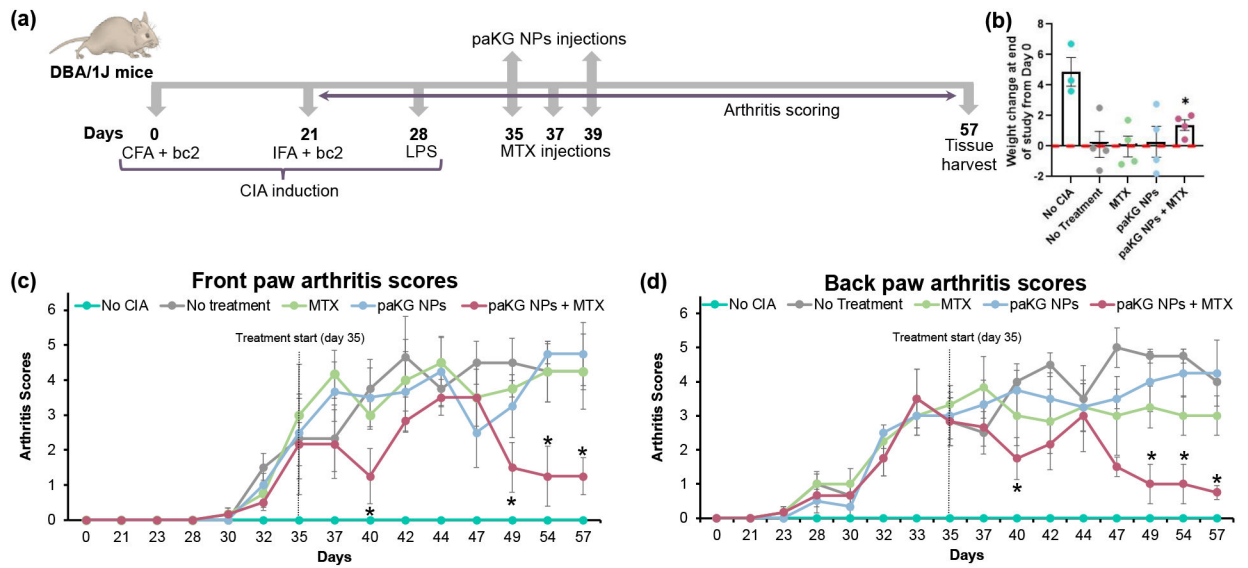 (a)
DBA/1J mice
paKG NPs injections
Arthritis scoring
Days 0 21 28 35 37 39 57
CFA + bc2 IFA + bc2 LPS MTX injections Tissue
harvest
CIA induction
(b)
Weight change at end
of study from Day 0
8
6
4
2
0
-2
*
No CIA
No Treatment
MTX
paKG NPs
paKG NPs + MTX
(c)
Front paw arthritis scores
No CIA No treatment MTX paKG NPs paKG NPs + MTX
Treatment start (day 35)
Arthritis Scores
6
5
4
3
2
1
0
* * * *
0 21 23 28 30 32 35 37 40 42 44 47 49 54 57
Days
(d)
Back paw arthritis scores
No CIA No Treatment MTX paKG NPs paKG NPs + MTX
Treatment start (day 35)
Arthritis Scores
6
5
4
3
2
1
0
* * * *
0 21 23 28 30 32 33 35 37 40 42 44 47 49 54 57
Days